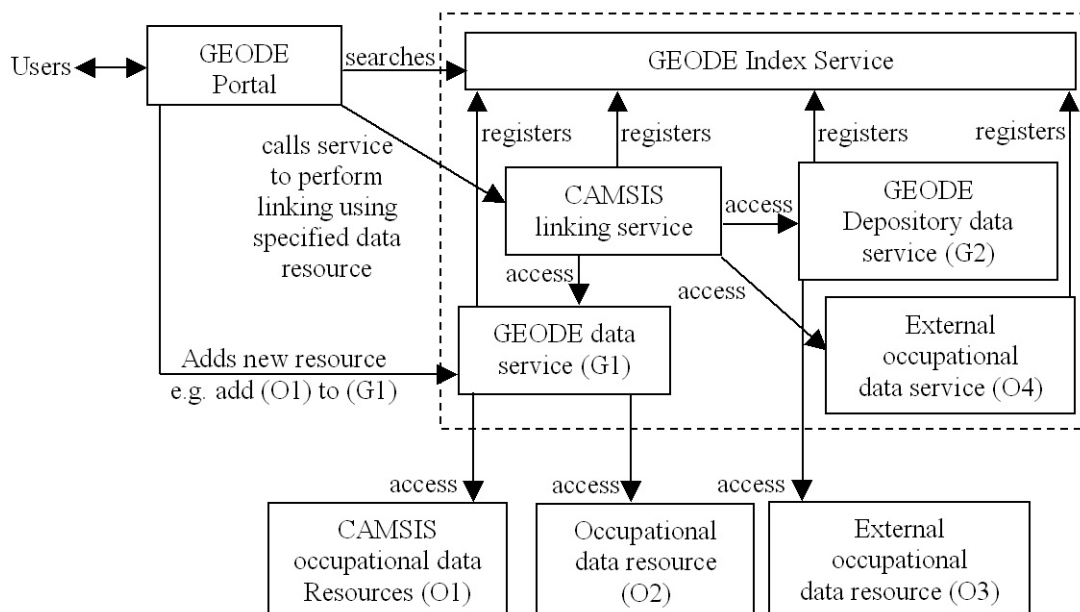 Users
GEODE
Portal
searches
GEODE Index Service
registers
registers
registers
registers
calls service
to perform
linking using
specified data
resource
CAMSIS
linking service
access
GEODE
Depository data
service (G2)
access
access
GEODE data
service (G1)
External
occupational
data service (O4)
Adds new resource
e.g. add (O1) to (G1)
access
access
access
CAMSIS
occupational data
Resources (O1)
Occupational
data resource
(O2)
External
occupational
data resource (O3)